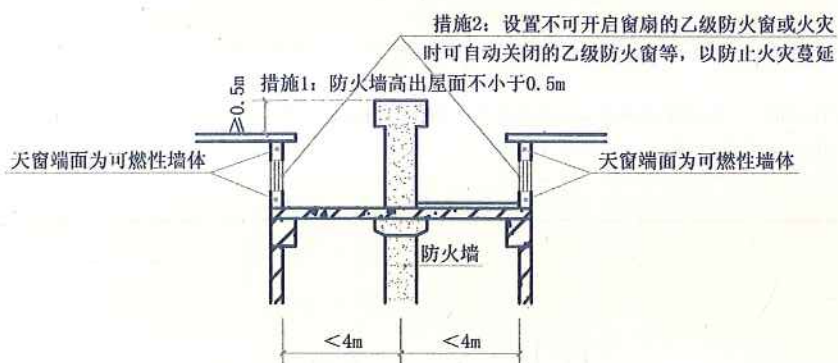 措施2：设置不可开启窗扇的乙级防火窗或火灾
时可自动关闭的乙级防火窗等，以防止火灾蔓延
≥0.5m
措施1：防火墙高出屋面不小于0.5m
天窗端面为可燃性墙体
天窗端面为可燃性墙体
防火墙
<4m
<4m